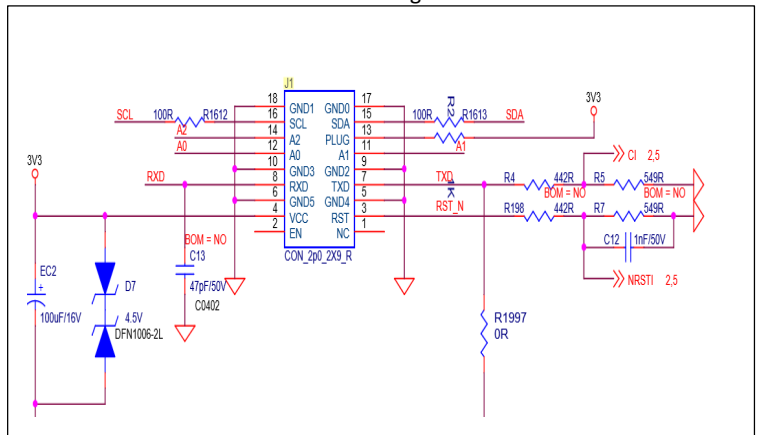 J1
18 GND1 GND0 17
SCL 100R R1612 16 SCL SDA 15 100R R2 R1613 SDA 3V3
A2 14 A2 PLUG 13
A0 12 A0 A1 11 A1
10 GND3 GND2 9 CI 2,5
3V3 RXD 8 RXD TXD 7 TXD R4 442R R5 549R
1K BOM = NO BOM = NO
6 GND5 GND4 5 RST_N
4 VCC RST 3 R198 442R R7 549R
2 EN NC 1
BOM = NO CON_2p0_2X9_R C12 1nF/50V
C13
EC2 D7 47pF/50V NRSTI 2,5
+
100uF/16V 4.5V C0402 R1997
DFN1006-2L 0R